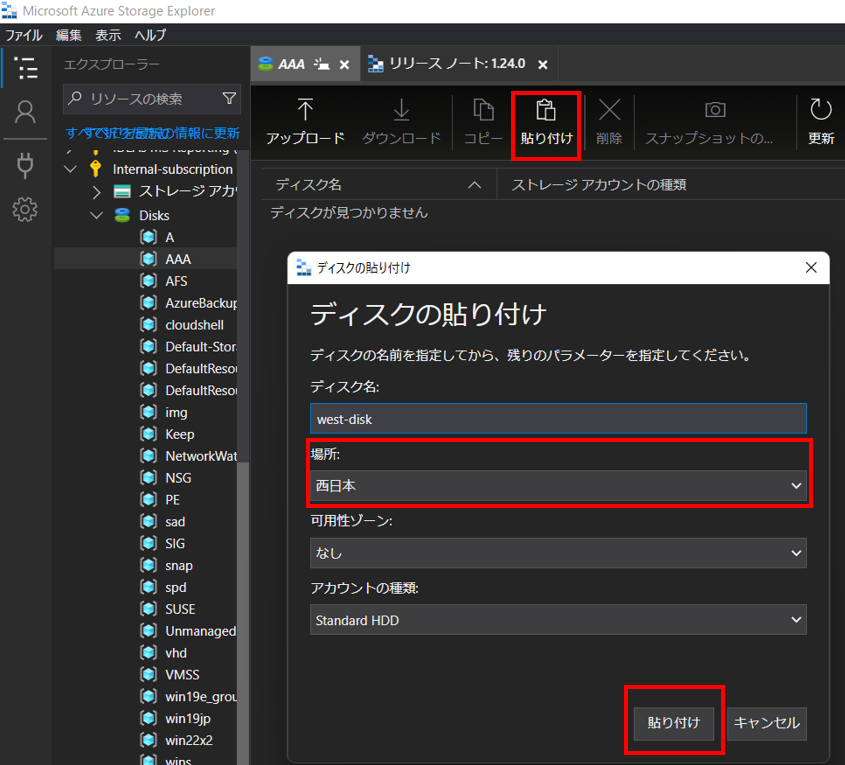 Microsoft Azure Storage Explorer
ファイル 編集 表示 ヘルプ
エクスプローラー
リソースの検索
最新の情報に更新
Internal-subscription
ストレージ アカ
Disks
A
AAA
AFS
AzureBackup
cloudshell
Default-Stor
DefaultResou
DefaultResou
img
Keep
NetworkWat
NSG
PE
sad
SIG
snap
spd
SUSE
Unmanaged
vhd
VMSS
win19e_grou
win19jp
win22x2
wins
AAA
リリース ノート: 1.24.0
アップロード ダウンロード コピー 貼り付け 削除 スナップショットの... 更新
ディスク名 ストレージ アカウントの種類
ディスクが見つかりません
ディスクの貼り付け
ディスクの貼り付け
ディスクの名前を指定してから、残りのパラメーターを指定してください。
ディスク名:
west-disk
場所:
西日本
可用性ゾーン:
なし
アカウントの種類:
Standard HDD
貼り付け キャンセル